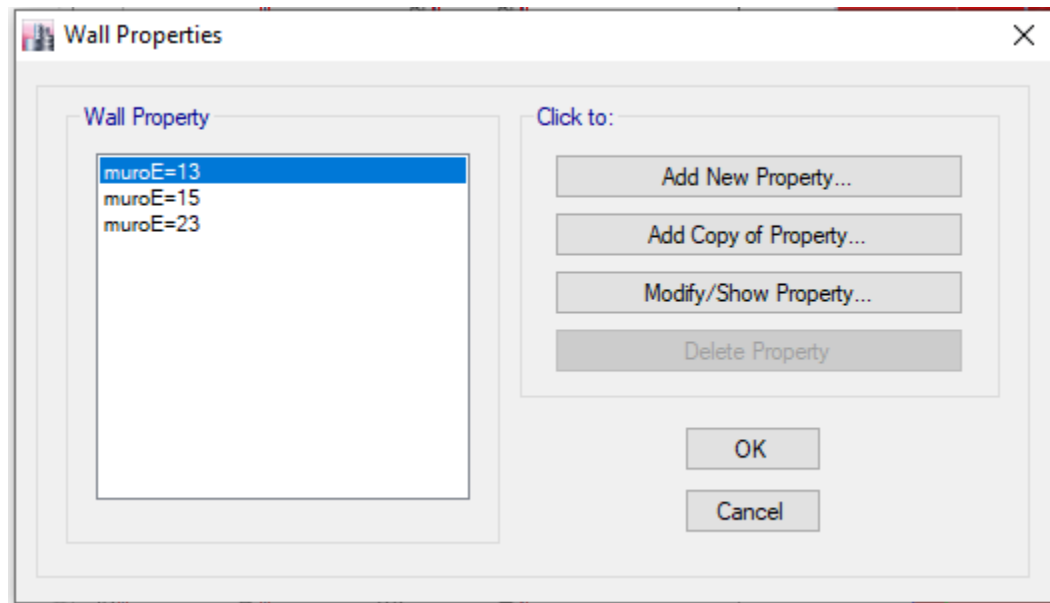 Wall Properties
Wall Property
muroE=13
muroE=15
muroE=23
Click to:
Add New Property...
Add Copy of Property...
Modify/Show Property...
Delete Property
OK
Cancel